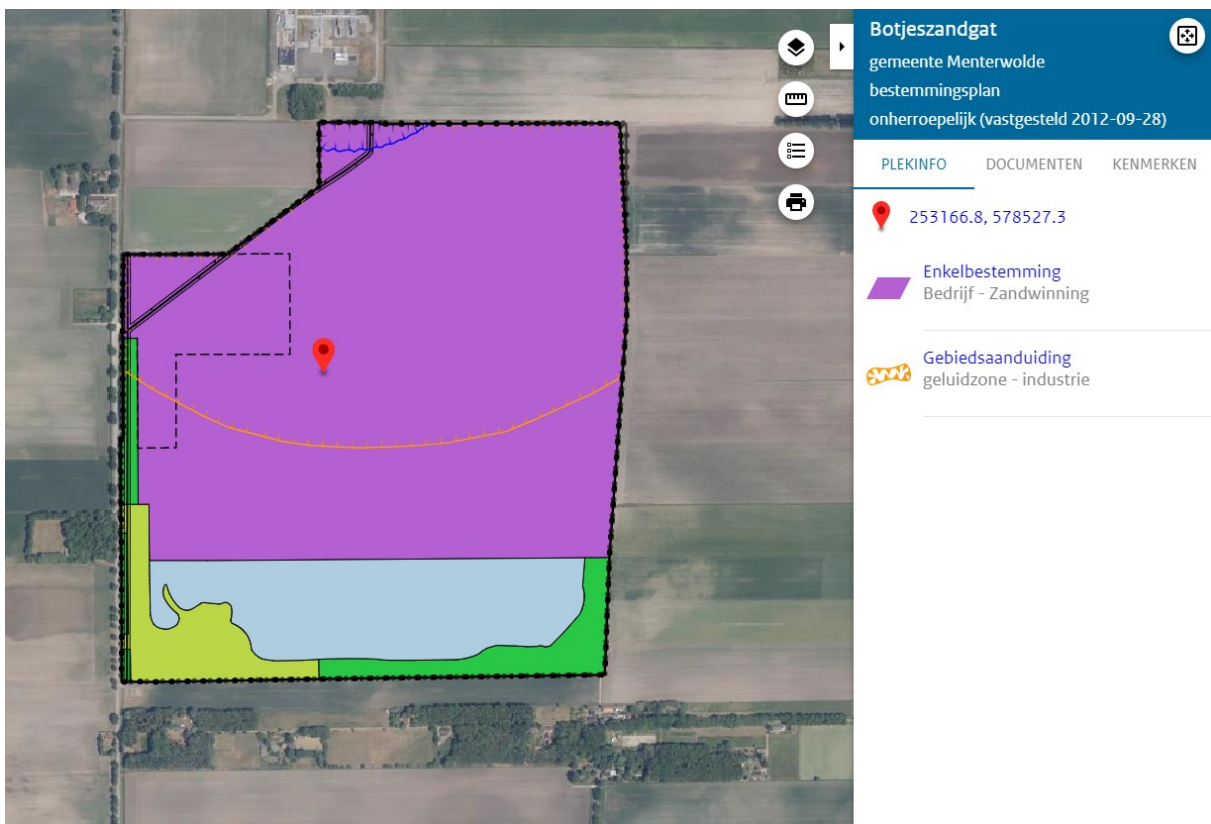 Botjeszandgat
gemeente Menterwolde
bestemmingsplan
onherroepelijk (vastgesteld 2012-09-28)
PLEKINFO DOCUMENTEN KENMERKEN
253166.8, 578527.3
Enkelbestemming
Bedrijf - Zandwinning
Gebiedsaanduiding
geluidzone - industrie